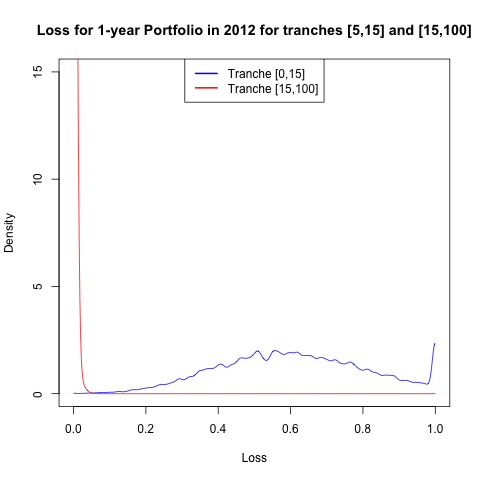 Loss for 1-year Portfolio in 2012 for tranches [5,15] and [15,100]
Tranche [0,15]
Tranche [15,100]
Density
15
10
5
0
0.0 0.2 0.4 0.6 0.8 1.0
Loss